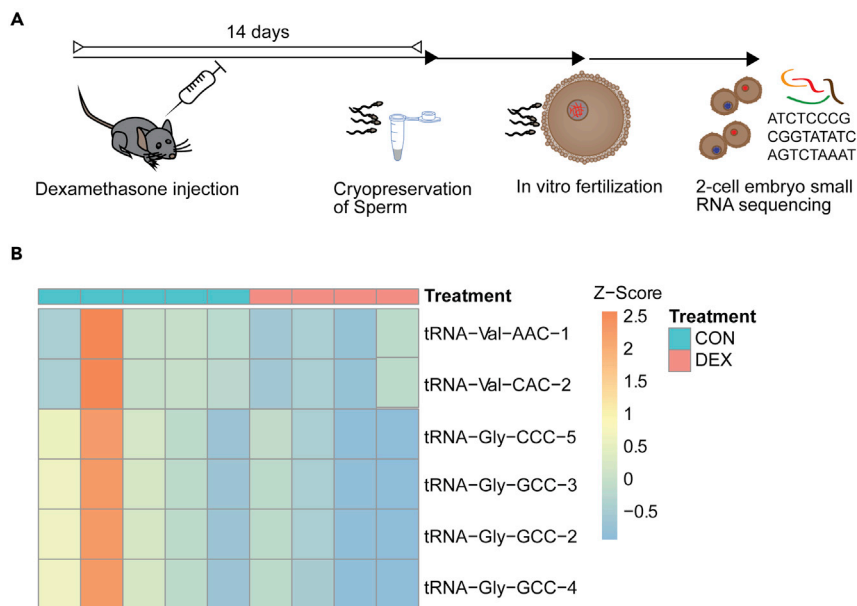 A
14 days
Dexamethasone injection
Cryopreservation
of Sperm
In vitro fertilization
ATCTCCCG
CGGTATATC
AGTCTAAAT
2-cell embryo small
RNA sequencing
B
Treatment
tRNA−Val−AAC−1
tRNA−Val−CAC−2
tRNA−Gly−CCC−5
tRNA−Gly−GCC−3
tRNA−Gly−GCC−2
tRNA−Gly−GCC−4
Z−Score
2.5
2
1.5
1
0.5
0
−0.5
Treatment
CON
DEX